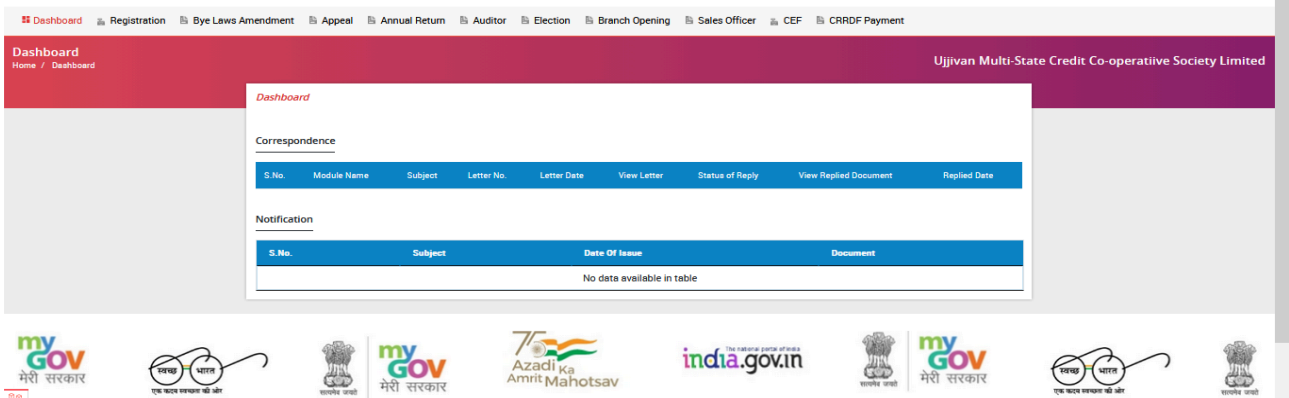 Dashboard Registration Bye Laws Amendment Appeal Annual Return Auditor Election Branch Opening Sales Officer CEF CRRDF Payment
Dashboard
Home / Dashboard
Ujjivan Multi-State Credit Co-operatiive Society Limited
Dashboard
Correspondence
S.No. Module Name Subject Letter No. Letter Date View Letter Status of Reply View Replied Document Replied Date
Notification
S.No. Subject Date Of Issue Document
No data available in table
my GOV
मेरी सरकार
स्वच्छ भारत
एक कदम स्वच्छता की ओर
सत्यमेव जयते
my GOV
मेरी सरकार
75
Azadi Ka
Amrit Mahotsav
The national portal of India
india.gov.in
सत्यमेव जयते
my GOV
मेरी सरकार
स्वच्छ भारत
एक कदम स्वच्छता की ओर
सत्यमेव जयते